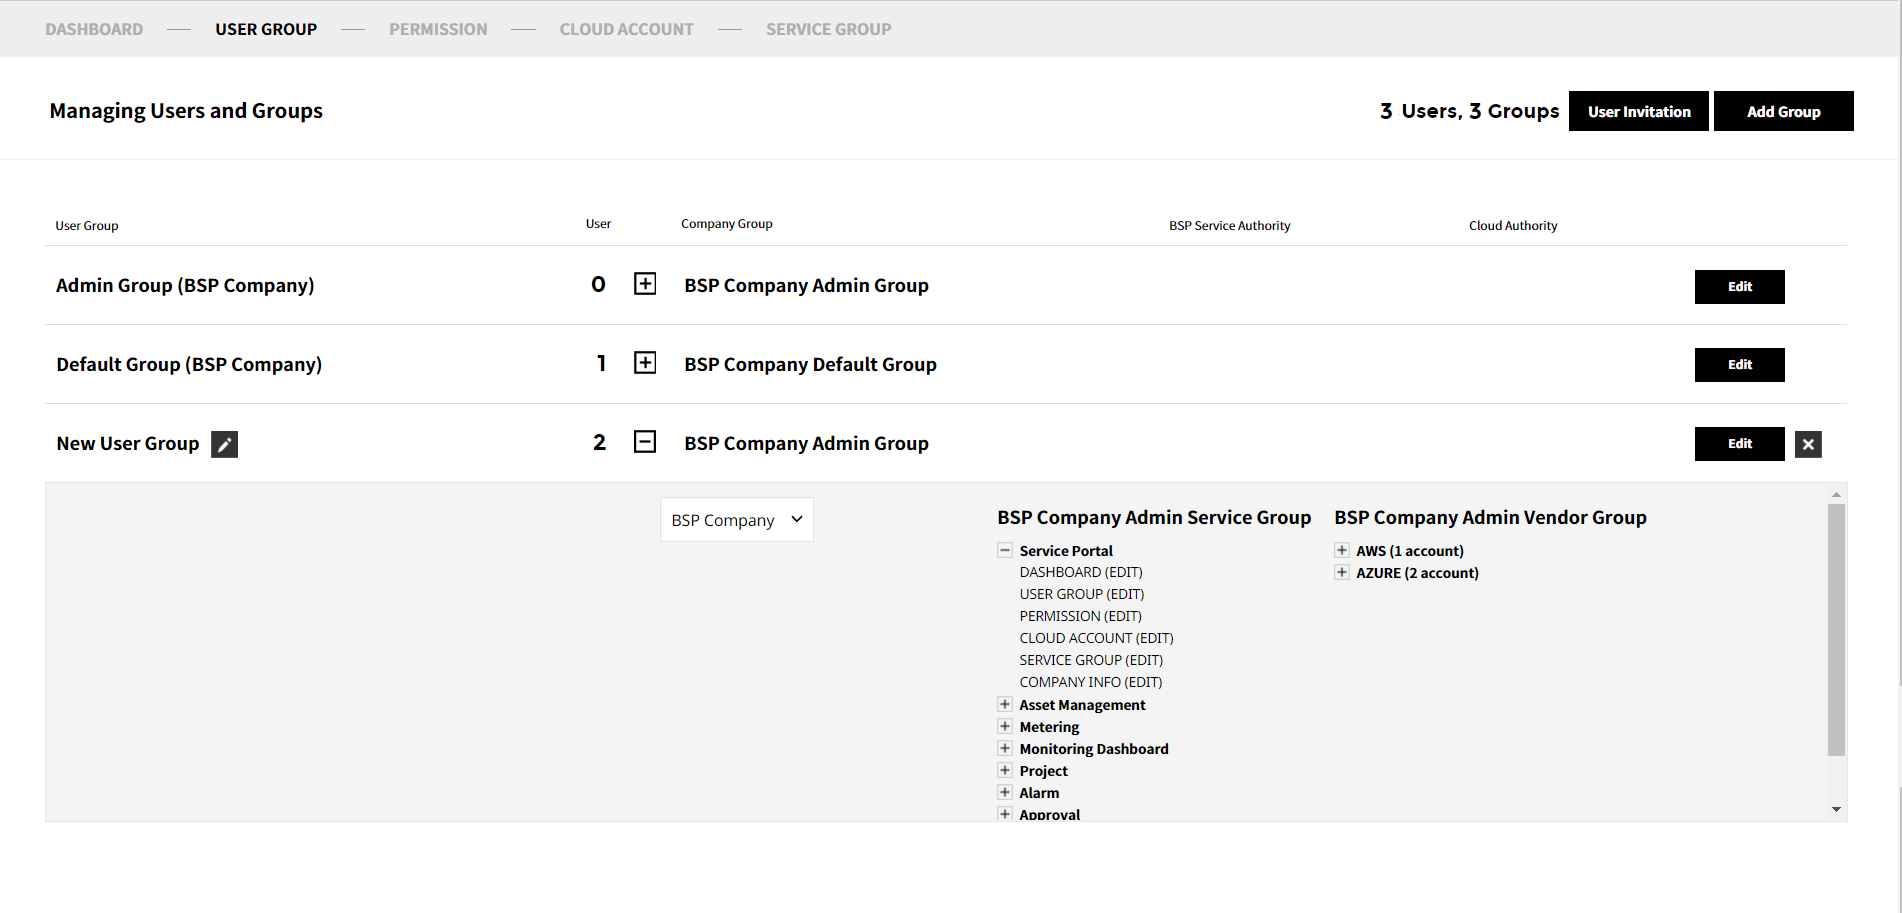 DASHBOARD — USER GROUP — PERMISSION — CLOUD ACCOUNT — SERVICE GROUP
Managing Users and Groups
3 Users, 3 Groups
User Invitation
Add Group
User Group
User
Company Group
BSP Service Authority
Cloud Authority
Admin Group (BSP Company)
0
BSP Company Admin Group
Edit
Default Group (BSP Company)
1
BSP Company Default Group
Edit
New User Group
2
BSP Company Admin Group
Edit
BSP Company
BSP Company Admin Service Group
Service Portal
DASHBOARD (EDIT)
USER GROUP (EDIT)
PERMISSION (EDIT)
CLOUD ACCOUNT (EDIT)
SERVICE GROUP (EDIT)
COMPANY INFO (EDIT)
Asset Management
Metering
Monitoring Dashboard
Project
Alarm
Approval
BSP Company Admin Vendor Group
AWS (1 account)
AZURE (2 account)